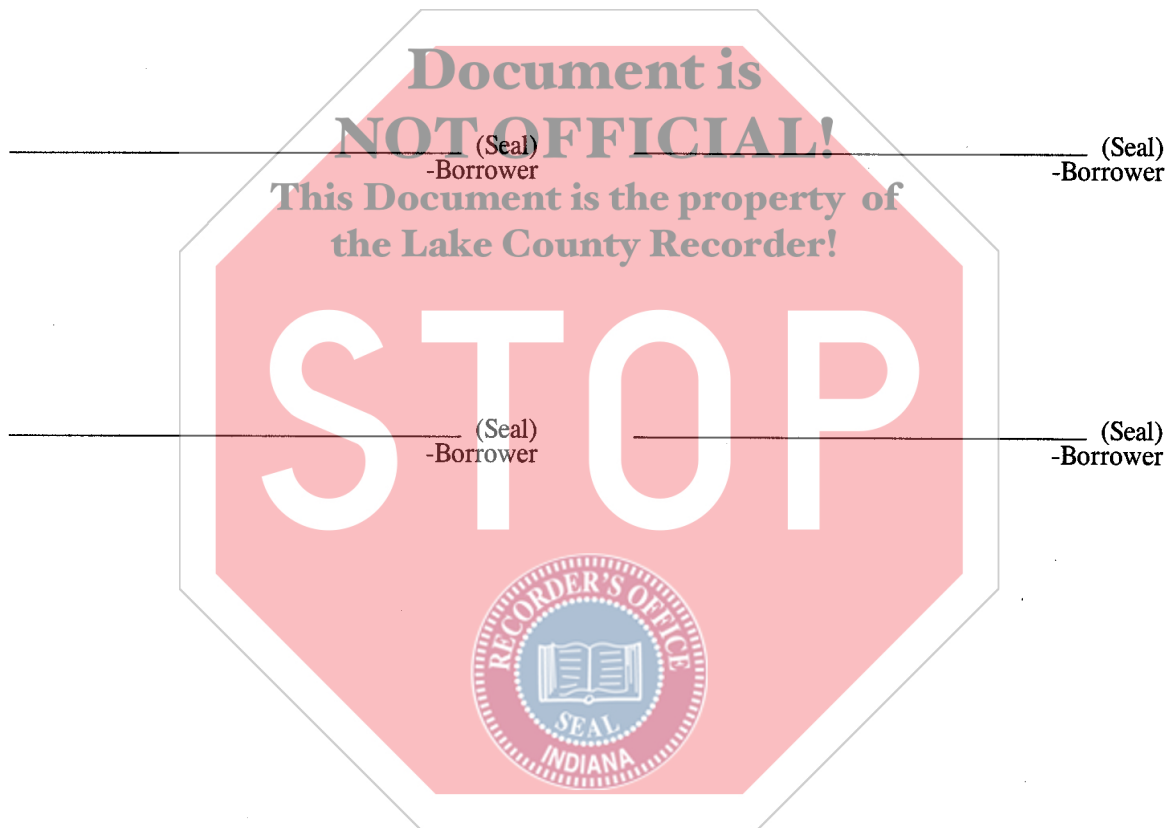 Document is
NOT OFFICIAL!
(Seal)
-Borrower
(Seal)
-Borrower
This Document is the property of
the Lake County Recorder!
STOP
(Seal)
-Borrower
(Seal)
-Borrower
RECORDER'S OFFICE
SEAL
INDIANA